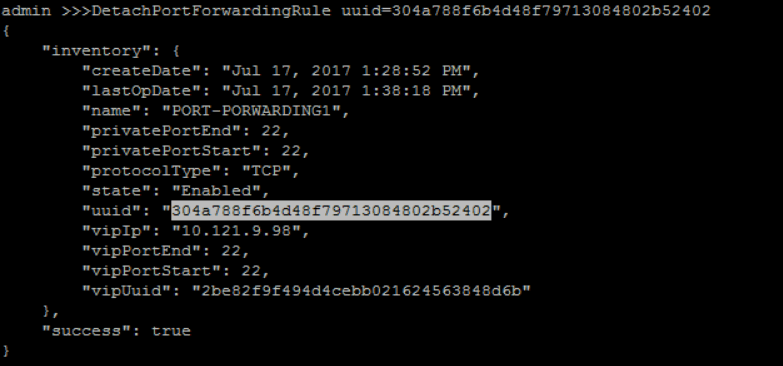 admin >>>DetachPortForwardingRule uuid=304a788f6b4d48f79713084802b52402
{
    "inventory": {
        "createDate": "Jul 17, 2017 1:28:52 PM",
        "lastOpDate": "Jul 17, 2017 1:38:18 PM",
        "name": "PORT-PORWARDING1",
        "privatePortEnd": 22,
        "privatePortStart": 22,
        "protocolType": "TCP",
        "state": "Enabled",
        "uuid": "304a788f6b4d48f79713084802b52402",
        "vipIp": "10.121.9.98",
        "vipPortEnd": 22,
        "vipPortStart": 22,
        "vipUuid": "2be82f9f494d4cebb021624563848d6b"
    },
    "success": true
}